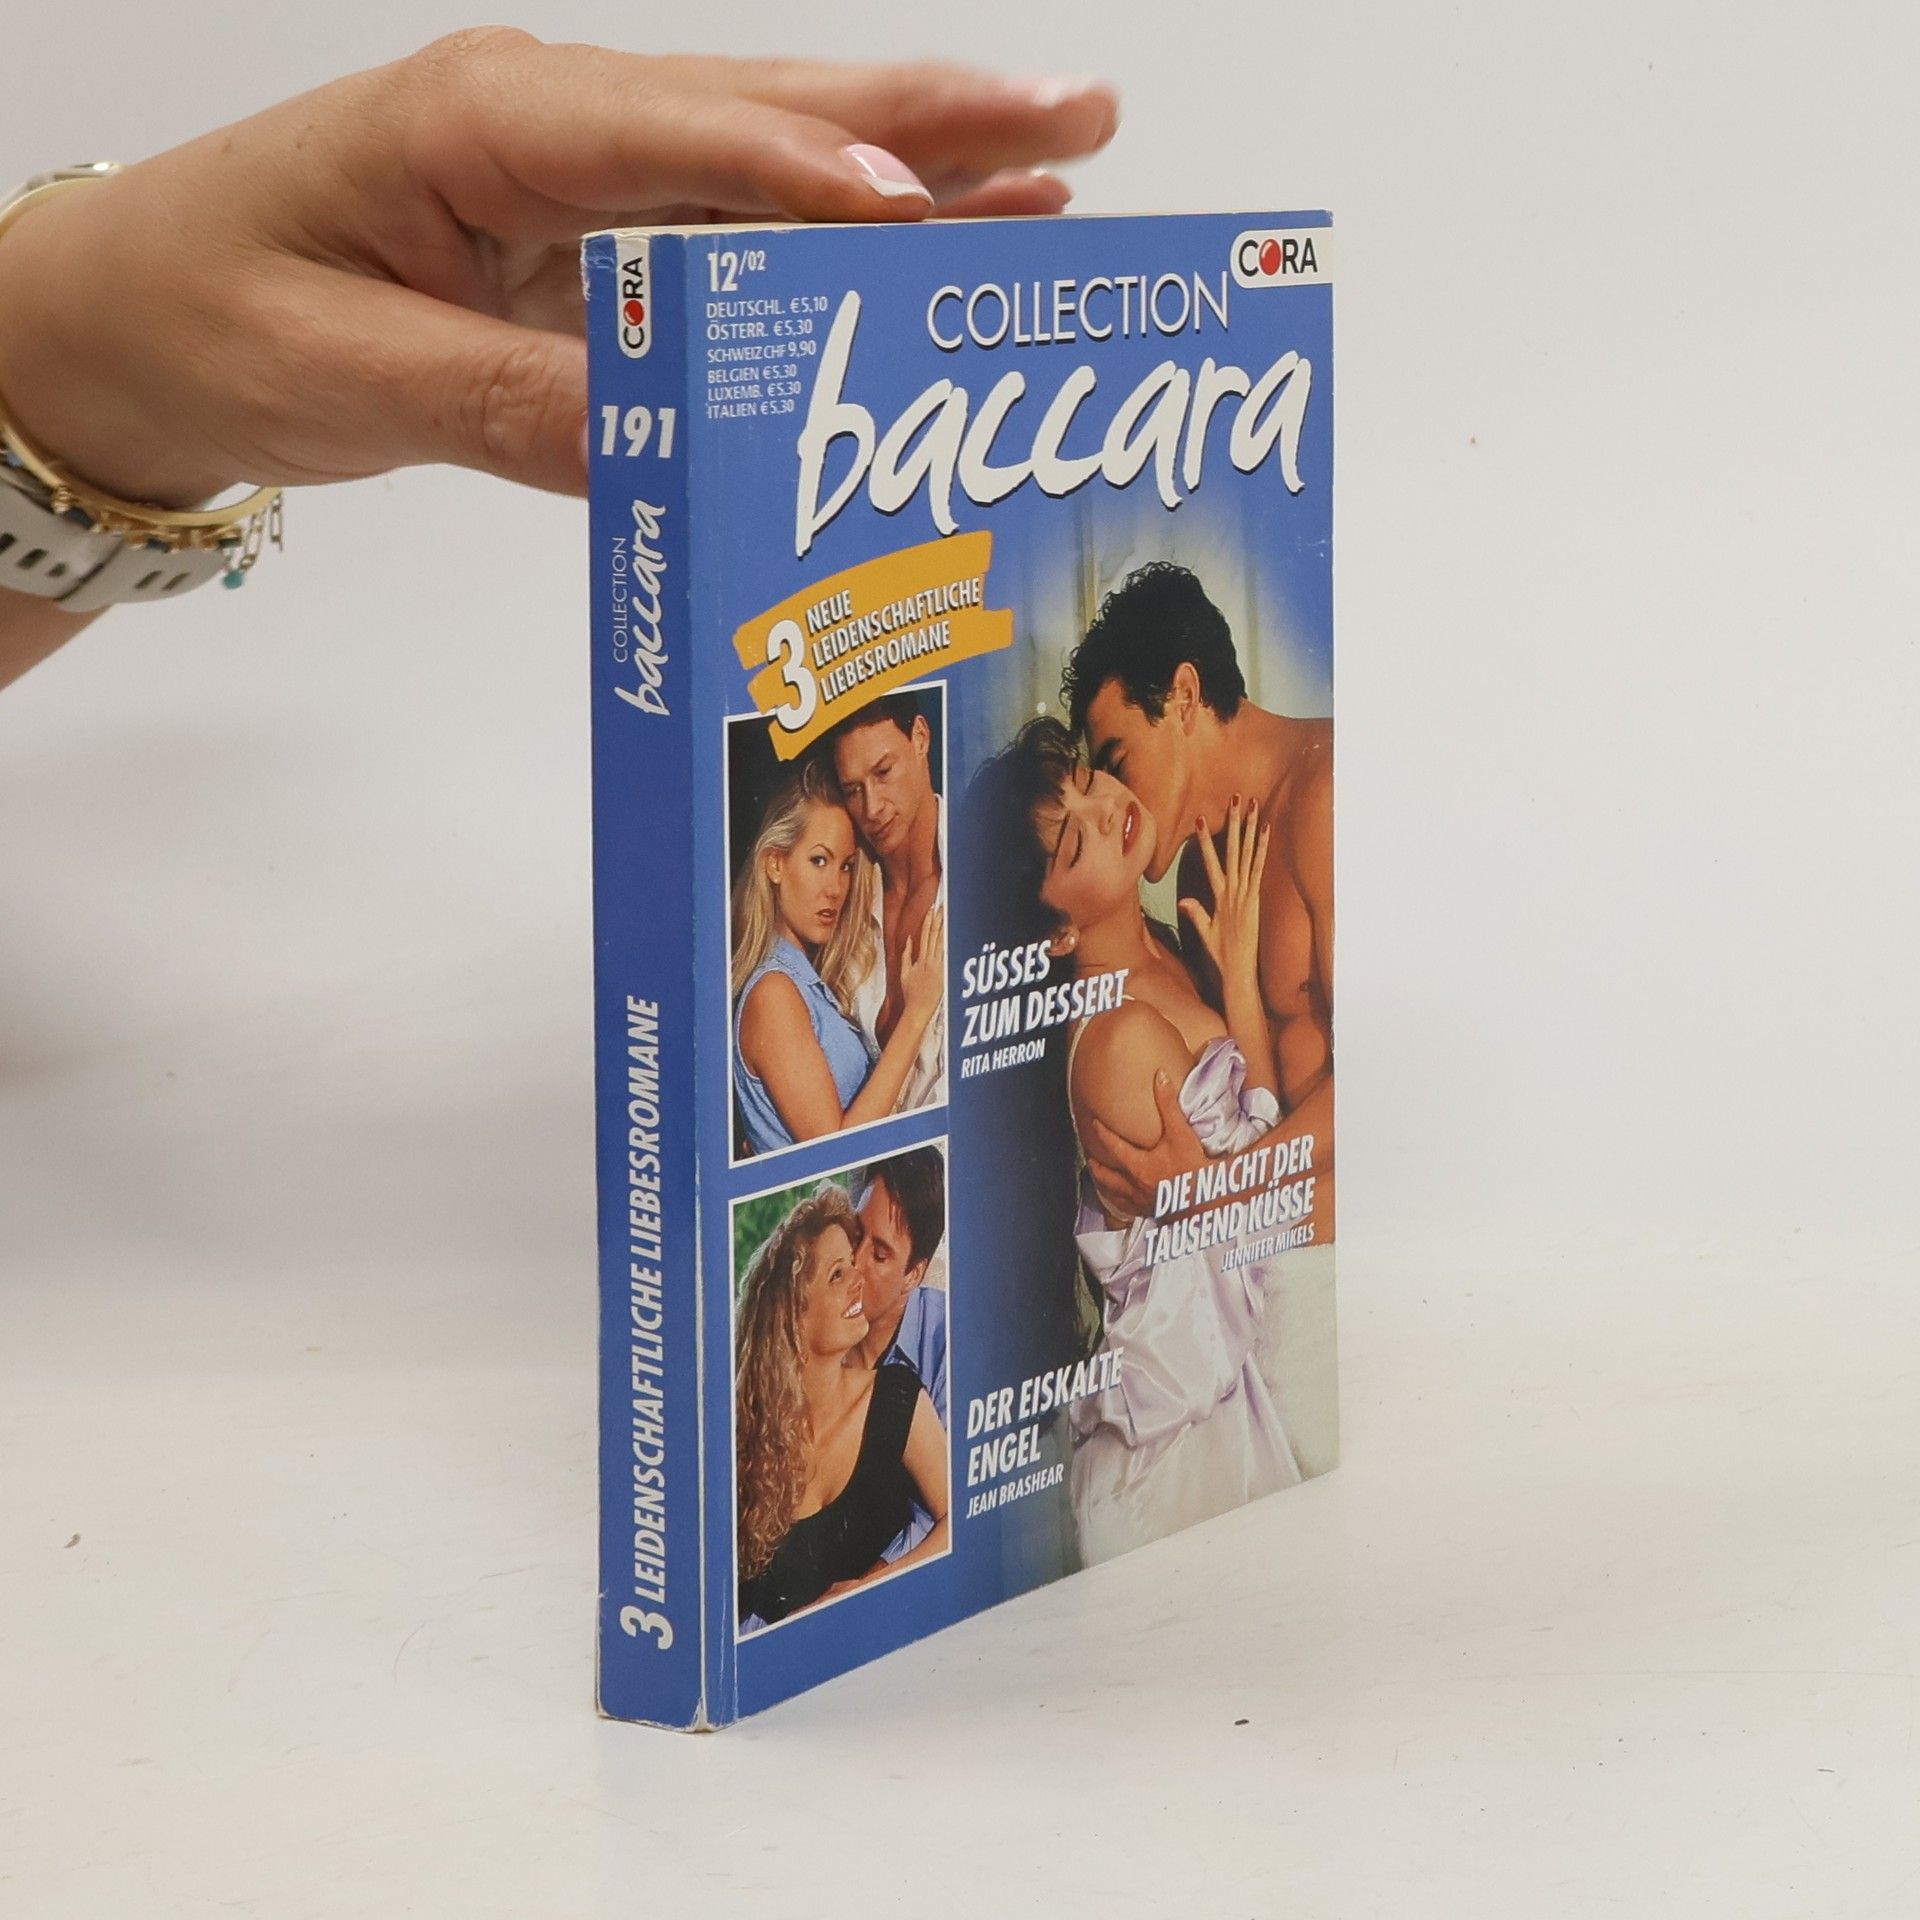 CORA
191
COLLECTION
baccara
3 LEIDENSCHAFTLICHE LIEBESROMANE
12/02
DEUTSCHL. €5,10
ÖSTERR. €5,30
SCHWEIZ CHF 9,90
BELGIEN €5,30
LUXEMB. €5,30
ITALIEN €5,30
CORA
COLLECTION
baccara
3 NEUE
LEIDENSCHAFTLICHE
LIEBESROMANE
SÜSSES
ZUM DESSERT
RITA HERRON
DIE NACHT DER
TAUSEND KÜSSE
JENNIFER MIKELS
DER EISKALTE
ENGEL
JEAN BRASHEAR